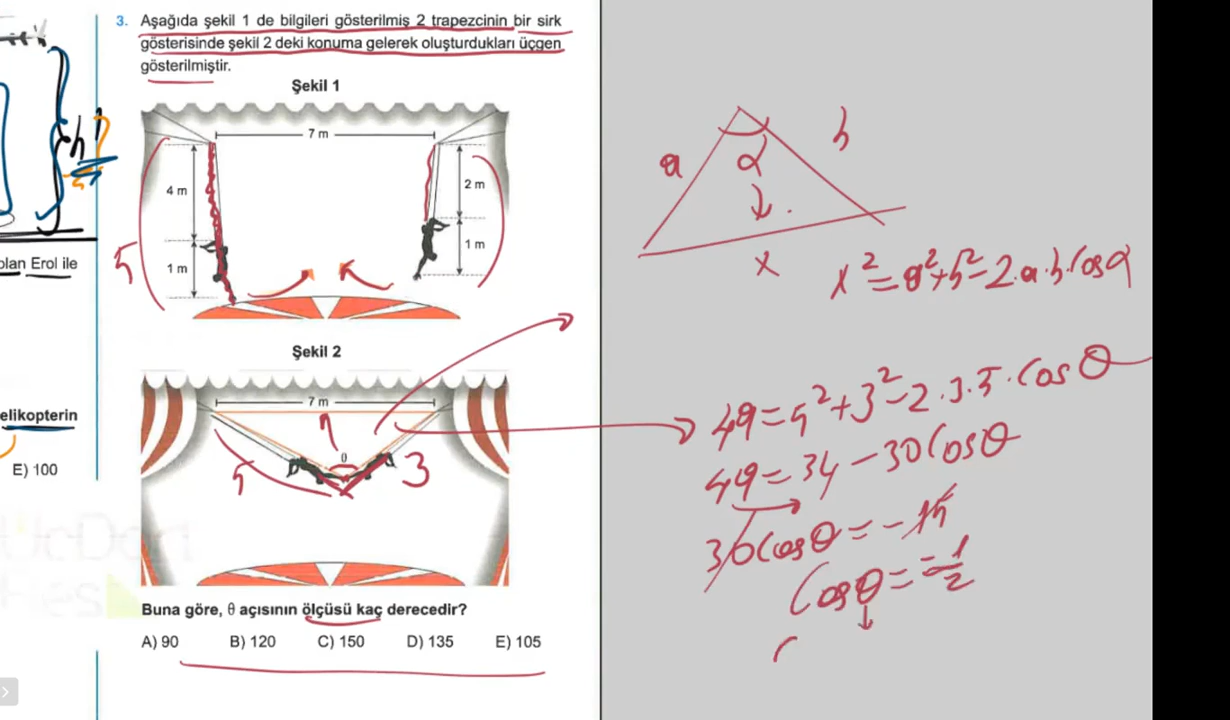 h
olan Erol ile
elikopterin
E) 100
3. Aşağıda şekil 1 de bilgileri gösterilmiş 2 trapezcinin bir sirk
gösterisinde şekil 2 deki konuma gelerek oluşturdukları üçgen
gösterilmiştir.
Şekil 1
7 m
4 m
2 m
1 m
1 m
5
Şekil 2
7 m
θ
5
3
Buna göre, θ açısının ölçüsü kaç derecedir?
A) 90 B) 120 C) 150 D) 135 E) 105
a
b
α
x
x² = a² + b² - 2·a·b·Cosα
49 = 5² + 3² - 2·3·5·Cosθ
49 = 34 - 30Cosθ
30Cosθ = -15
Cosθ = -1/2